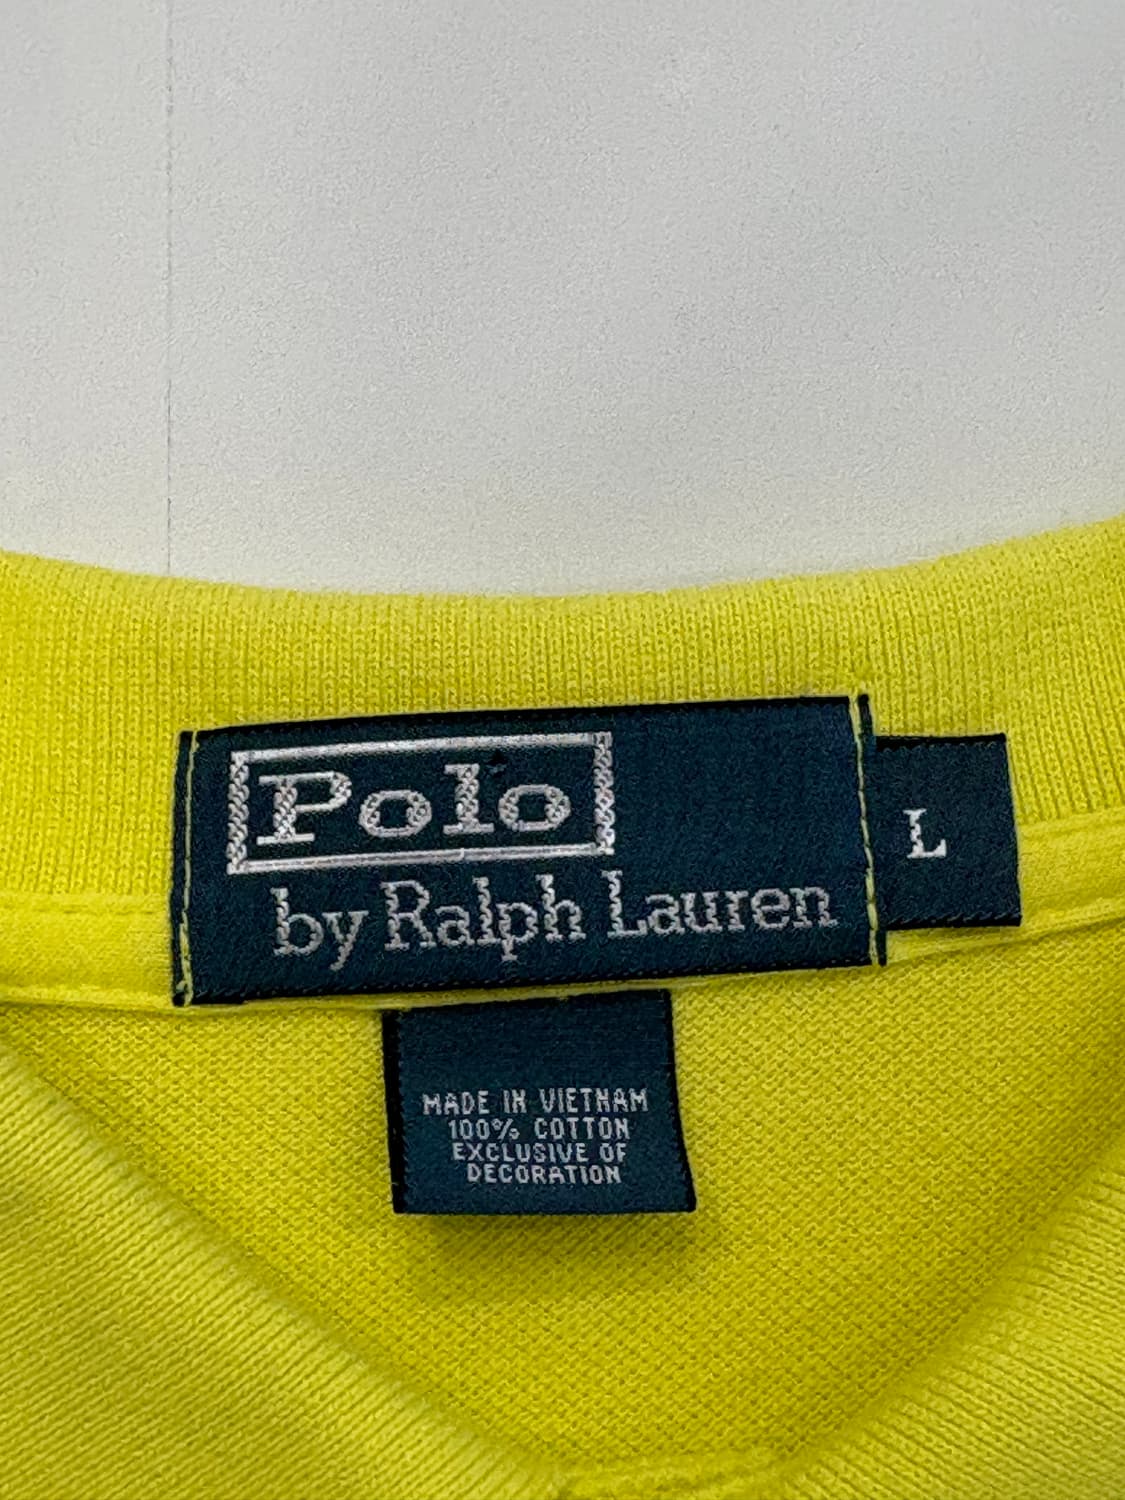 Polo
by Ralph Lauren
L
MADE IN VIETNAM
100% COTTON
EXCLUSIVE OF
DECORATION